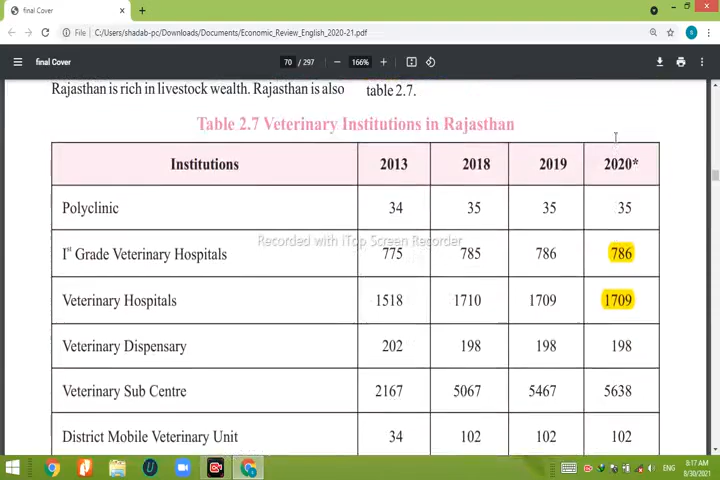 final Cover
File C:/Users/shadab-pc/Downloads/Documents/Economic_Review_English_2020-21.pdf
final Cover 70 / 297 166%
Rajasthan is rich in livestock wealth. Rajasthan is also table 2.7.
Table 2.7 Veterinary Institutions in Rajasthan
Institutions 2013 2018 2019 2020*
Polyclinic 34 35 35 35
Recorded with iTop Screen Recorder
Ist Grade Veterinary Hospitals 775 785 786 786
Veterinary Hospitals 1518 1710 1709 1709
Veterinary Dispensary 202 198 198 198
Veterinary Sub Centre 2167 5067 5467 5638
District Mobile Veterinary Unit 34 102 102 102
ENG 8:17 AM
8/30/2021